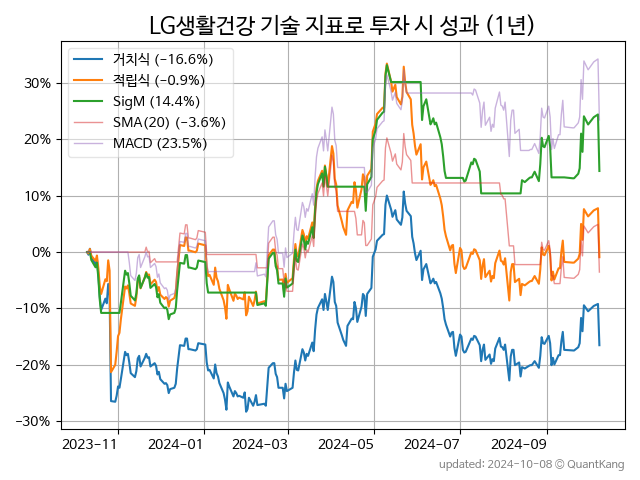 LG생활건강 기술 지표로 투자 시 성과 (1년)
거치식 (−16.6%)
적립식 (−0.9%)
SigM (14.4%)
SMA(20) (−3.6%)
MACD (23.5%)
30%
20%
10%
0%
−10%
−20%
−30%
2023-11 2024-01 2024-03 2024-05 2024-07 2024-09
updated: 2024-10-08 © QuantKang